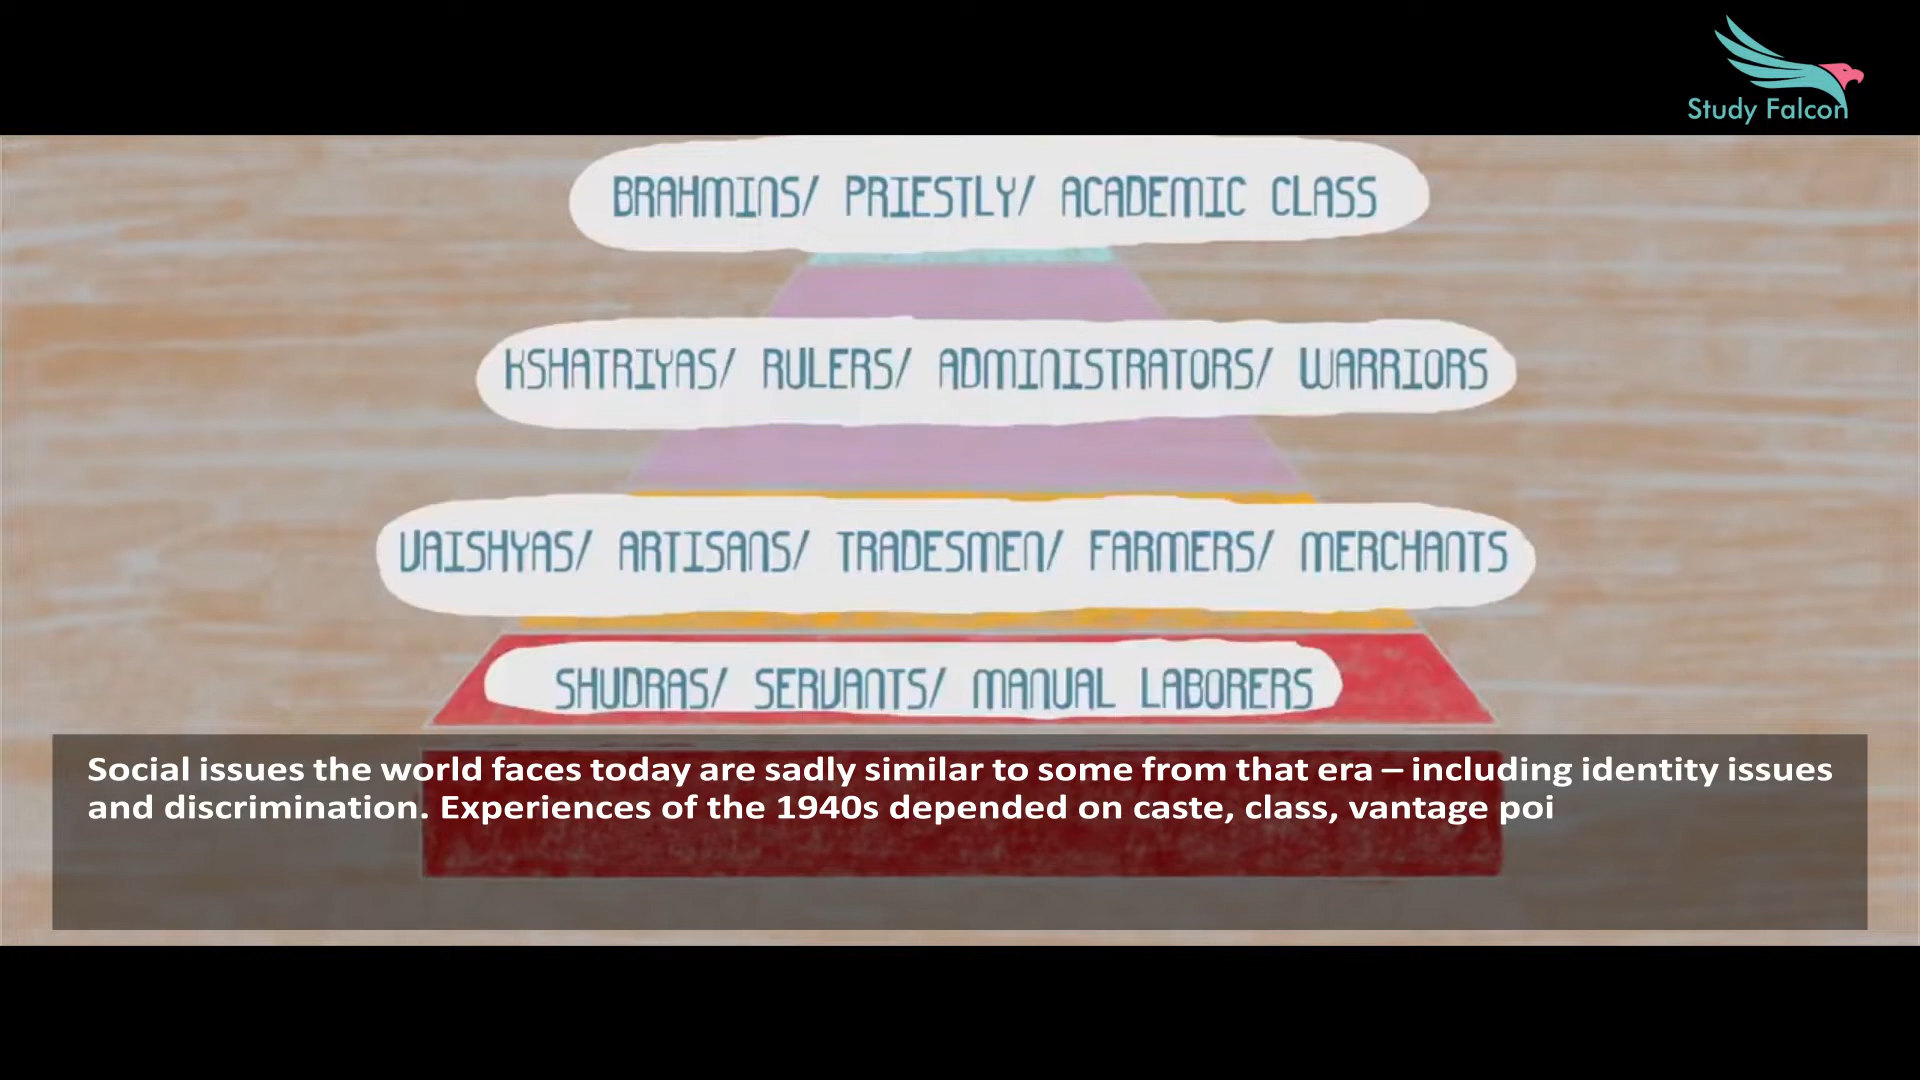 Study Falcon
BRAHMINS/ PRIESTLY/ ACADEMIC CLASS
KSHATRIYAS/ RULERS/ ADMINISTRATORS/ WARRIORS
VAISHYAS/ ARTISANS/ TRADESMEN/ FARMERS/ MERCHANTS
SHUDRAS/ SERVANTS/ MANUAL LABORERS
Social issues the world faces today are sadly similar to some from that era – including identity issues
and discrimination. Experiences of the 1940s depended on caste, class, vantage poi